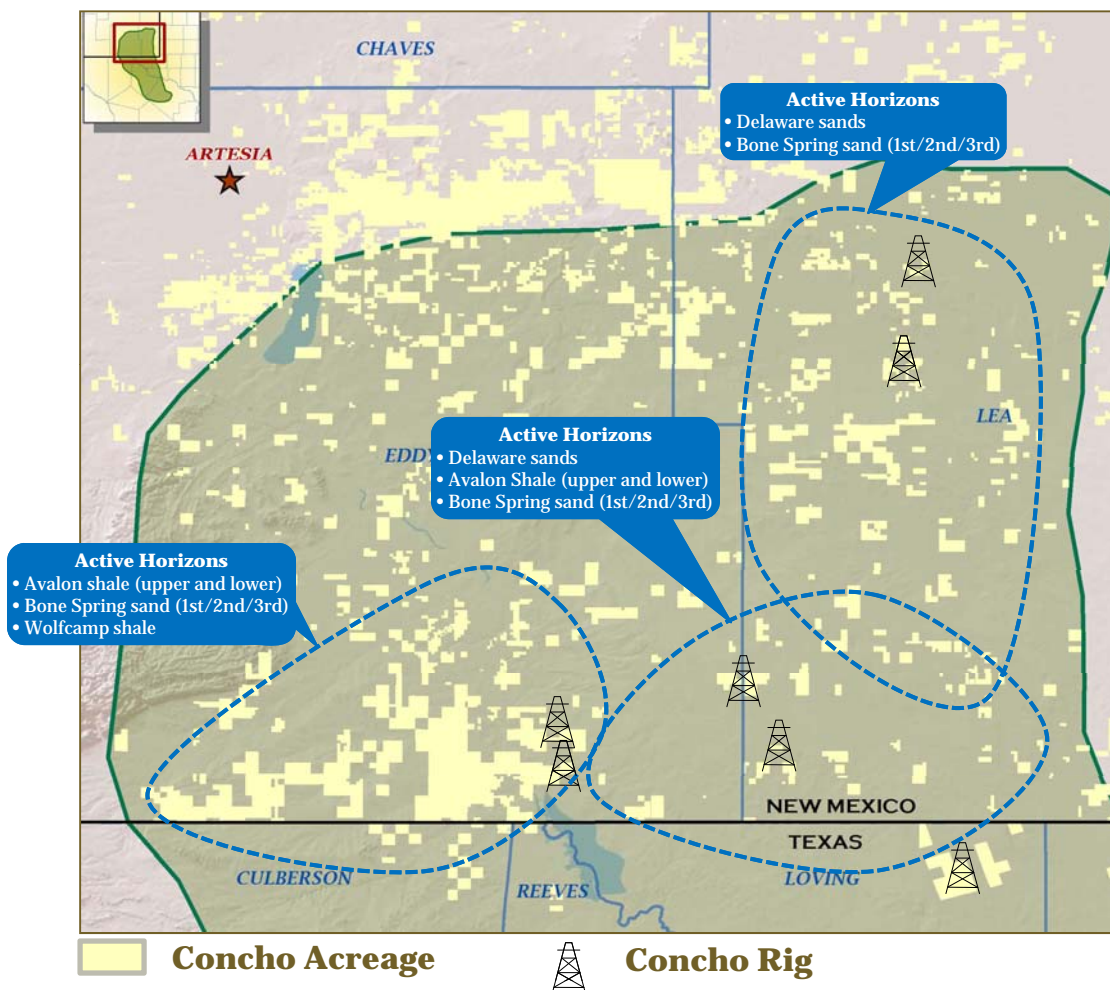 CHAVES
Active Horizons
• Delaware sands
• Bone Spring sand (1st/2nd/3rd)
ARTESIA
LEA
Active Horizons
• Delaware sands
• Avalon Shale (upper and lower)
• Bone Spring sand (1st/2nd/3rd)
EDDY
Active Horizons
• Avalon shale (upper and lower)
• Bone Spring sand (1st/2nd/3rd)
• Wolfcamp shale
NEW MEXICO
TEXAS
CULBERSON
REEVES
LOVING
Concho Acreage
Concho Rig